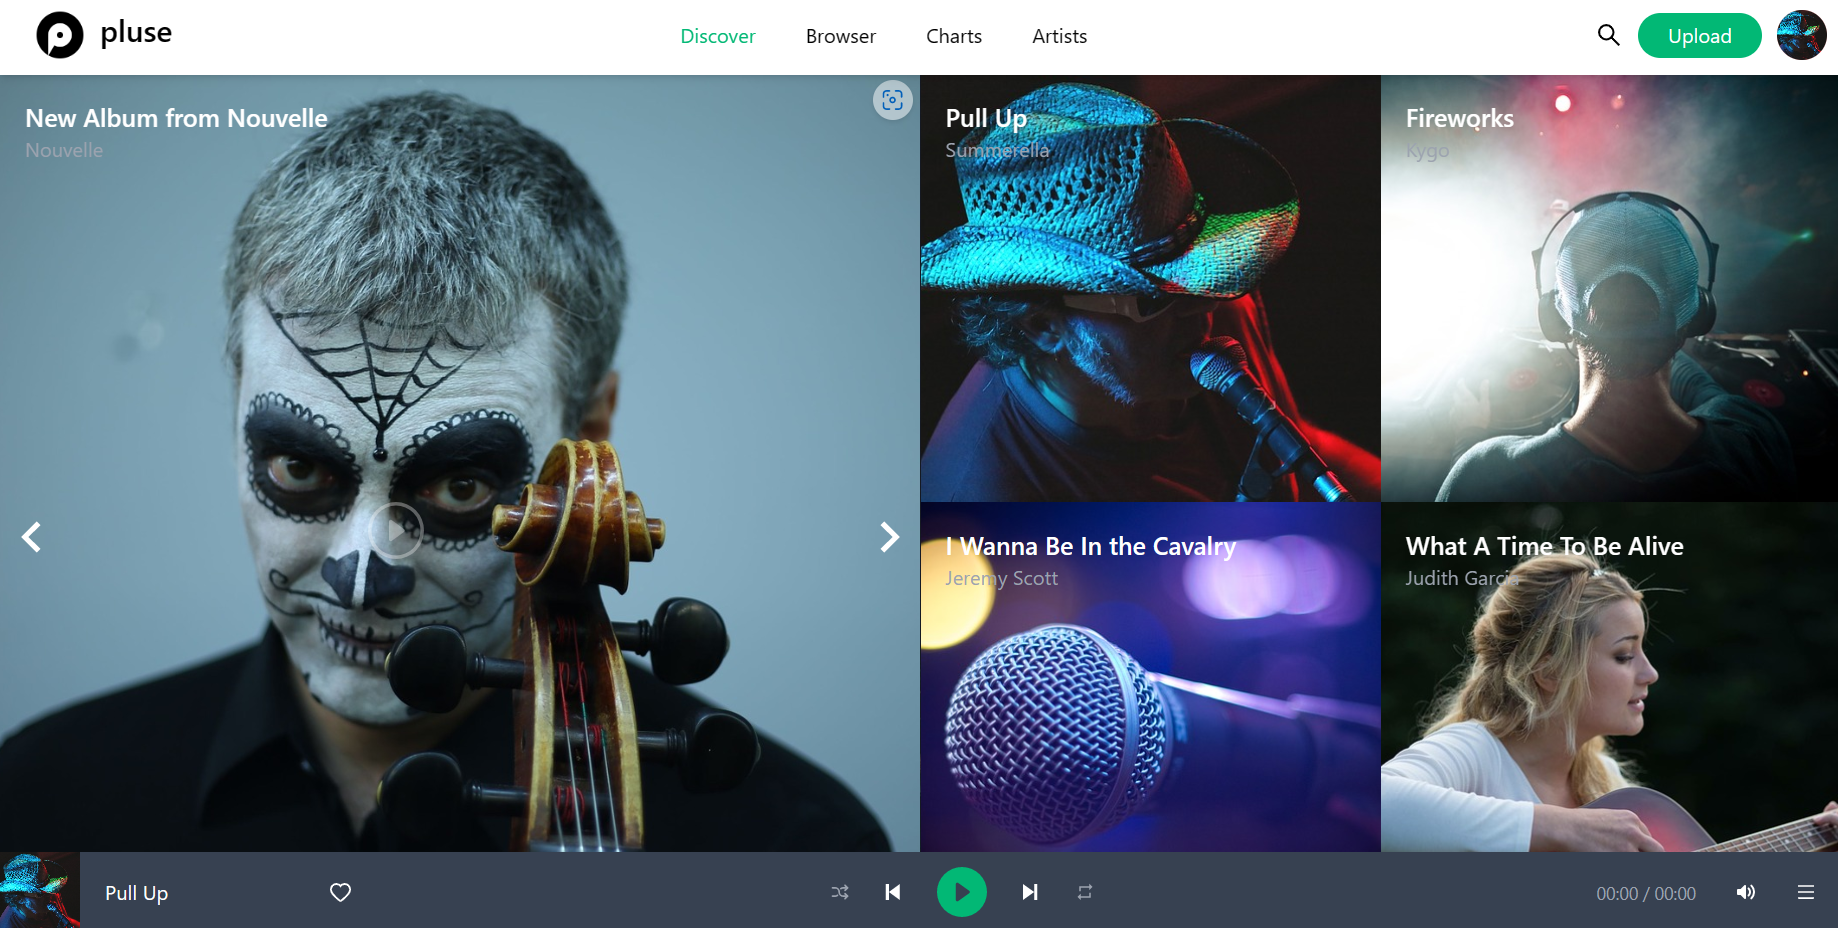 pluse
Discover
Browser
Charts
Artists
Upload
New Album from Nouvelle
Nouvelle
Pull Up
Summerella
Fireworks
Kygo
I Wanna Be In the Cavalry
Jeremy Scott
What A Time To Be Alive
Judith Garcia
Pull Up
00:00 / 00:00